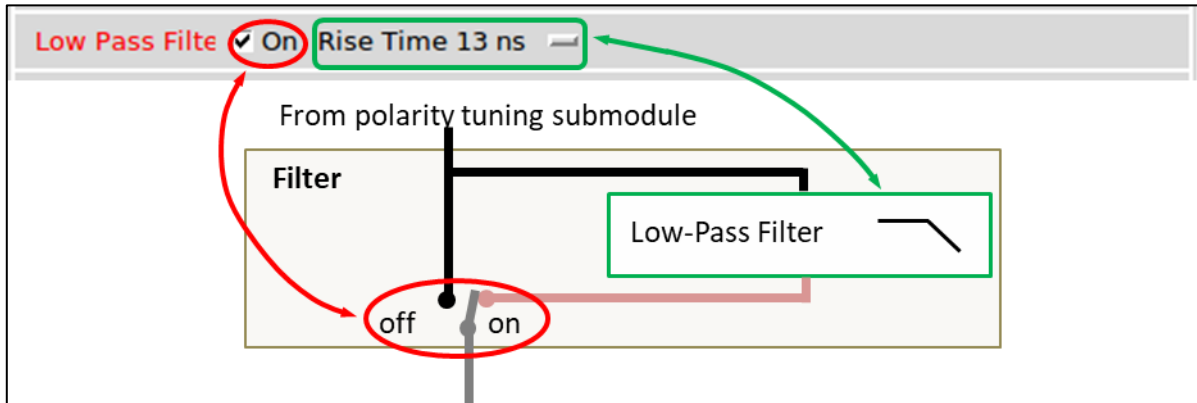 Low Pass Filte On Rise Time 13 ns
From polarity tuning submodule
Filter
Low-Pass Filter
off on